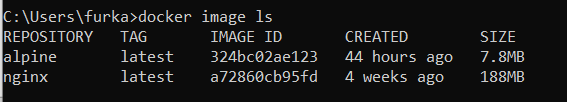 C:\Users\furka>docker image ls
REPOSITORY   TAG       IMAGE ID       CREATED        SIZE
alpine       latest    324bc02ae123   44 hours ago   7.8MB
nginx        latest    a72860cb95fd   4 weeks ago    188MB